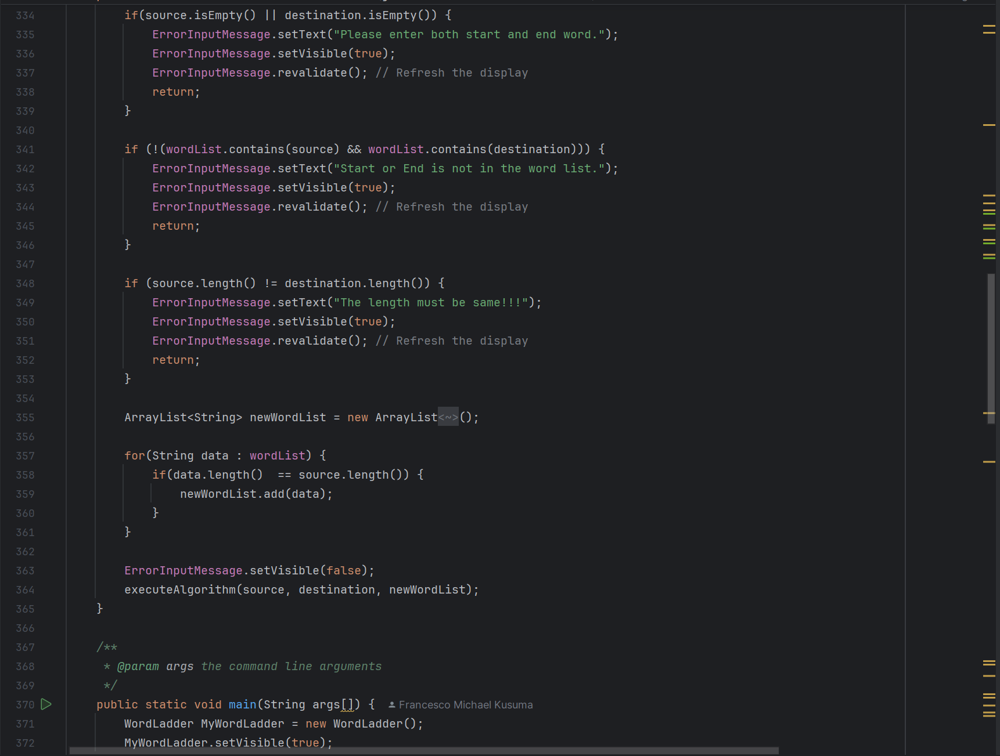 334 if(source.isEmpty() || destination.isEmpty()) {
335 ErrorInputMessage.setText("Please enter both start and end word.");
336 ErrorInputMessage.setVisible(true);
337 ErrorInputMessage.revalidate(); // Refresh the display
338 return;
339 }
340
341 if (!(wordList.contains(source) && wordList.contains(destination))) {
342 ErrorInputMessage.setText("Start or End is not in the word list.");
343 ErrorInputMessage.setVisible(true);
344 ErrorInputMessage.revalidate(); // Refresh the display
345 return;
346 }
347
348 if (source.length() != destination.length()) {
349 ErrorInputMessage.setText("The length must be same!!!");
350 ErrorInputMessage.setVisible(true);
351 ErrorInputMessage.revalidate(); // Refresh the display
352 return;
353 }
354
355 ArrayList<String> newWordList = new ArrayList<~>();
356
357 for(String data : wordList) {
358 if(data.length()  == source.length()) {
359 newWordList.add(data);
360 }
361 }
362
363 ErrorInputMessage.setVisible(false);
364 executeAlgorithm(source, destination, newWordList);
365 }
366
367 /**
368 * @param args the command line arguments
369 */
370 public static void main(String args[]) { Francesco Michael Kusuma
371 WordLadder MyWordLadder = new WordLadder();
372 MyWordLadder.setVisible(true);